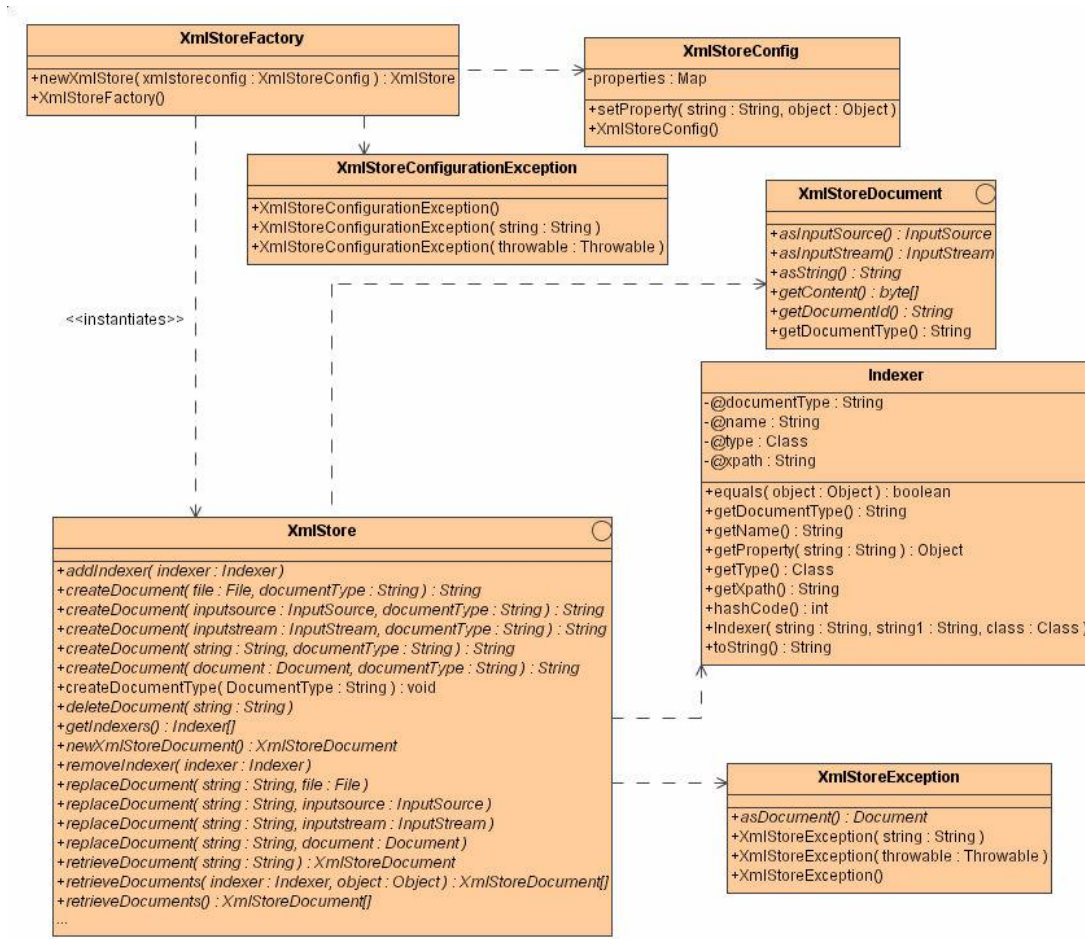 XmlStoreFactory
+newXmlStore( xmlstoreconfig : XmlStoreConfig ) : XmlStore
+XmlStoreFactory()
XmlStoreConfig
-properties : Map
+setProperty( string : String, object : Object )
+XmlStoreConfig()
XmlStoreConfigurationException
+XmlStoreConfigurationException()
+XmlStoreConfigurationException( string : String )
+XmlStoreConfigurationException( throwable : Throwable )
XmlStoreDocument
+asInputSource() : InputSource
+asInputStream() : InputStream
+asString() : String
+getContent() : byte[]
+getDocumentId() : String
+getDocumentType() : String
<<instantiates>>
Indexer
-@documentType : String
-@name : String
-@type : Class
-@xpath : String
+equals( object : Object ) : boolean
+getDocumentType() : String
+getName() : String
+getProperty( string : String ) : Object
+getType() : Class
+getXpath() : String
+hashCode() : int
+Indexer( string : String, string1 : String, class : Class )
+toString() : String
XmlStore
+addIndexer( indexer : Indexer )
+createDocument( file : File, documentType : String ) : String
+createDocument( inputsource : InputSource, documentType : String ) : String
+createDocument( inputstream : InputStream, documentType : String ) : String
+createDocument( string : String, documentType : String ) : String
+createDocument( document : Document, documentType : String ) : String
+createDocumentType( DocumentType : String ) : void
+deleteDocument( string : String )
+getIndexers() : Indexer[]
+newXmlStoreDocument() : XmlStoreDocument
+removeIndexer( indexer : Indexer )
+replaceDocument( string : String, file : File )
+replaceDocument( string : String, inputsource : InputSource )
+replaceDocument( string : String, inputstream : InputStream )
+replaceDocument( string : String, document : Document )
+retrieveDocument( string : String ) : XmlStoreDocument
+retrieveDocuments( indexer : Indexer, object : Object ) : XmlStoreDocument[]
+retrieveDocuments() : XmlStoreDocument[]
...
XmlStoreException
+asDocument() : Document
+XmlStoreException( string : String )
+XmlStoreException( throwable : Throwable )
+XmlStoreException()